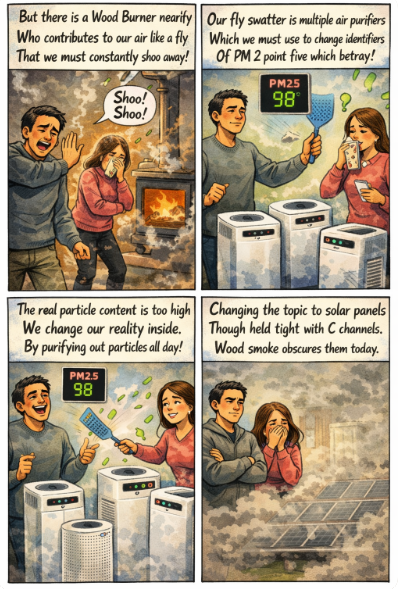 But there is a Wood Burner nearify
Who contributes to our air like a fly
That we must constantly shoo away!
Shoo!
Shoo!
Our fly swatter is multiple air purifiers
Which we must use to change identifiers
Of PM 2 point five which betray!
PM2.5
98
?
The real particle content is too high
We change our reality inside.
By purifying out particles all day!
PM2.5
98
Changing the topic to solar panels
Though held tight with C channels.
Wood smoke obscures them today.